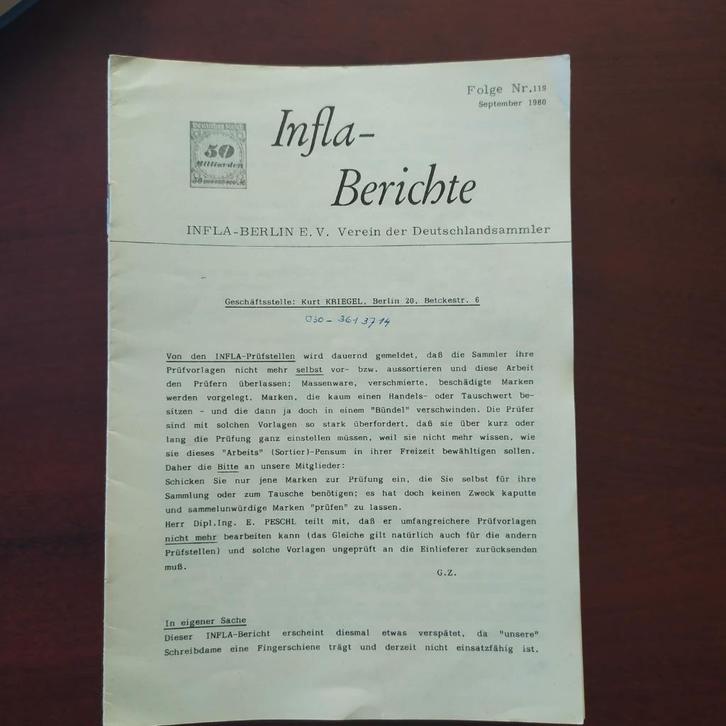 Folge Nr.119
September 1980
Deutsches Reich
50
Milliarden
Infla-
Berichte
INFLA-BERLIN E.V. Verein der Deutschlandsammler
Geschäftsstelle: Kurt KRIEGEL, Berlin 20, Betckestr. 6
030-361 37 14
Von den INFLA-Prüfstellen wird dauernd gemeldet, daß die Sammler ihre
Prüfvorlagen nicht mehr selbst vor- bzw. aussortieren und diese Arbeit
den Prüfern überlassen; Massenware, verschmierte, beschädigte Marken
werden vorgelegt, Marken, die kaum einen Handels- oder Tauschwert be-
sitzen - und die dann ja doch in einem "Bündel" verschwinden. Die Prüfer
sind mit solchen Vorlagen so stark überfordert, daß sie über kurz oder
lang die Prüfung ganz einstellen müssen, weil sie nicht mehr wissen, wie
sie dieses "Arbeits" (Sortier)-Pensum in ihrer Freizeit bewältigen sollen.
Daher die Bitte an unsere Mitglieder:
Schicken Sie nur jene Marken zur Prüfung ein, die Sie selbst für ihre
Sammlung oder zum Tausche benötigen; es hat doch keinen Zweck kaputte
und sammelunwürdige Marken "prüfen" zu lassen.
Herr Dipl.Ing. E. PESCHL teilt mit, daß er umfangreichere Prüfvorlagen
nicht mehr bearbeiten kann (das Gleiche gilt natürlich auch für die andern
Prüfstellen) und solche Vorlagen ungeprüft an die Einlieferer zurücksenden
muß.
G.Z.
In eigener Sache
Dieser INFLA-Bericht erscheint diesmal etwas verspätet, da "unsere"
Schreibdame eine Fingerschiene trägt und derzeit nicht einsatzfähig ist.